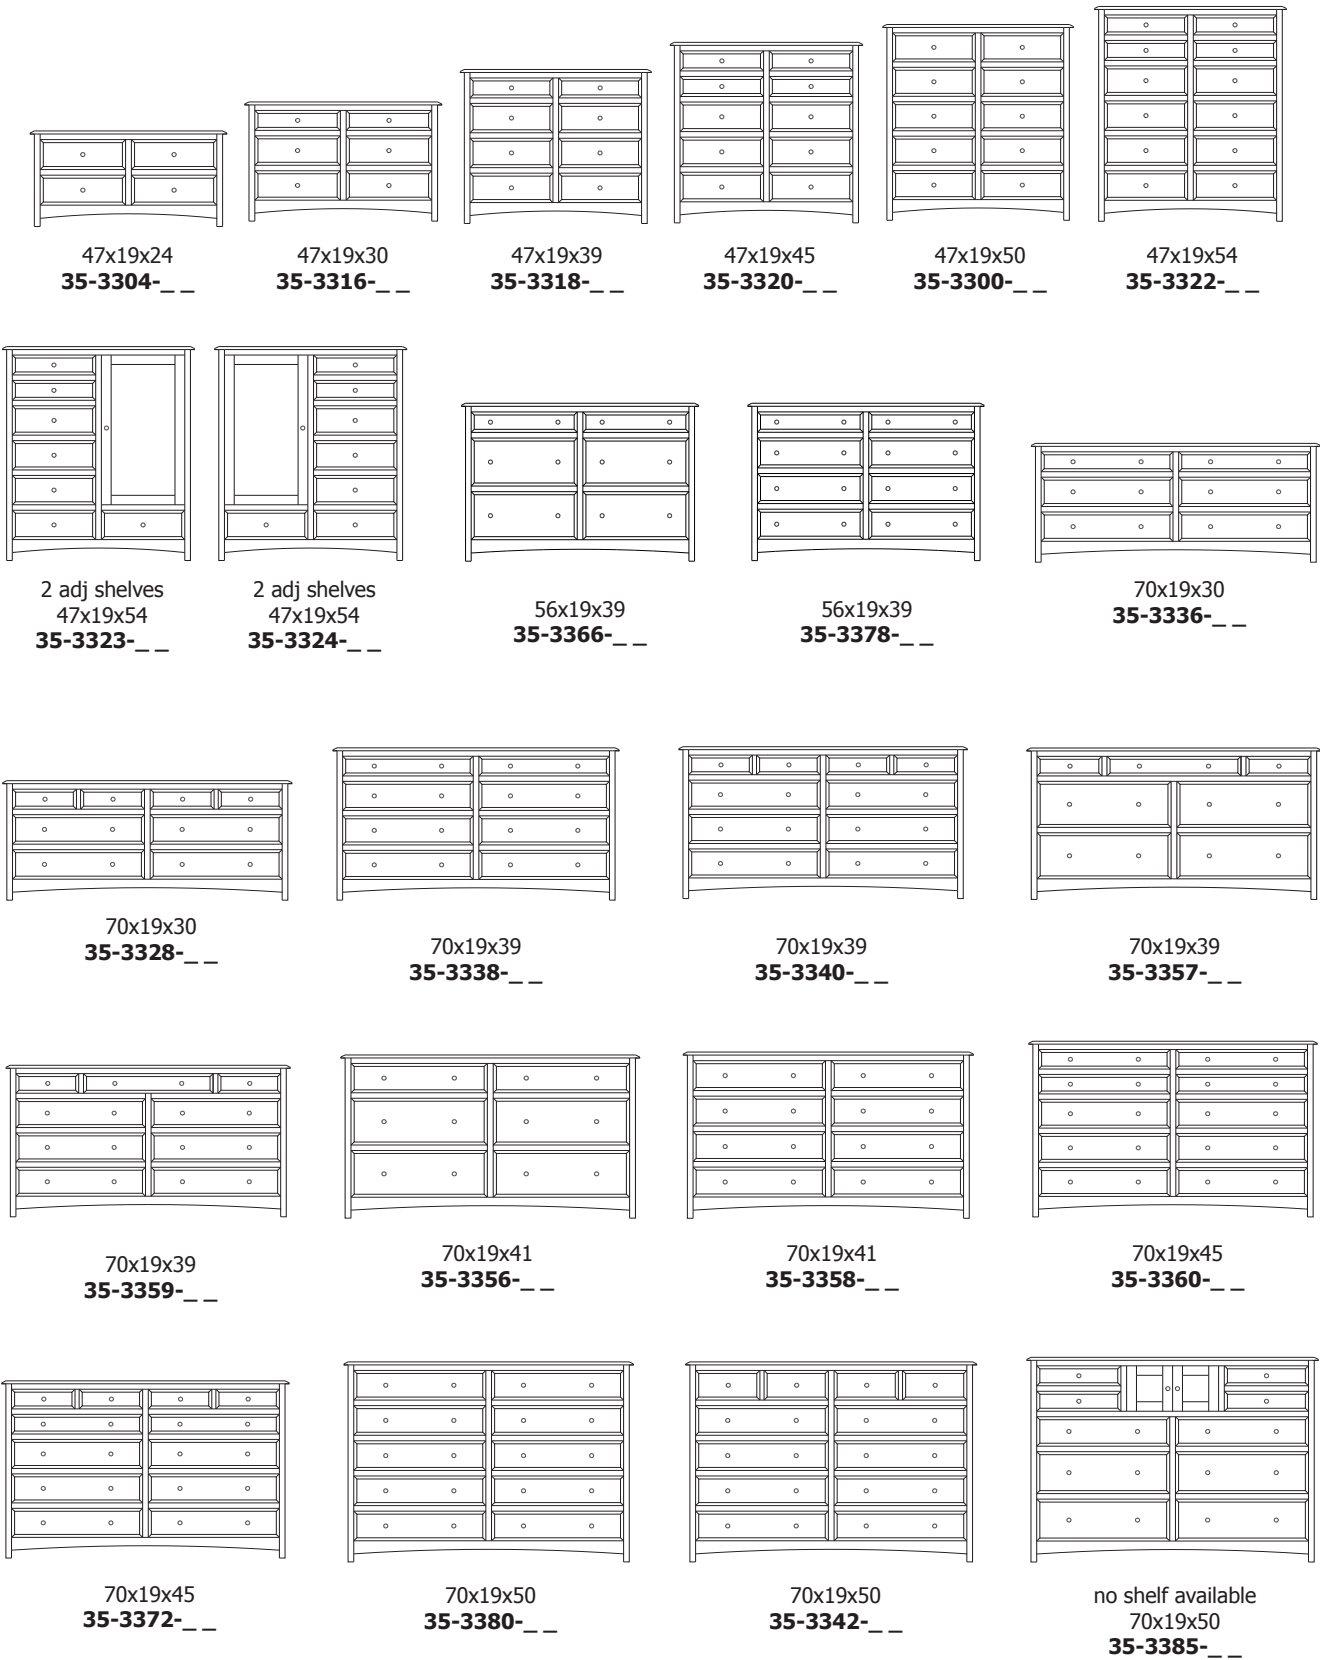 47x19x24
35-3304-_ _
47x19x30
35-3316-_ _
47x19x39
35-3318-_ _
47x19x45
35-3320-_ _
47x19x50
35-3300-_ _
47x19x54
35-3322-_ _
2 adj shelves
47x19x54
35-3323-_ _
2 adj shelves
47x19x54
35-3324-_ _
56x19x39
35-3366-_ _
56x19x39
35-3378-_ _
70x19x30
35-3336-_ _
70x19x30
35-3328-_ _
70x19x39
35-3338-_ _
70x19x39
35-3340-_ _
70x19x39
35-3357-_ _
70x19x39
35-3359-_ _
70x19x41
35-3356-_ _
70x19x41
35-3358-_ _
70x19x45
35-3360-_ _
70x19x45
35-3372-_ _
70x19x50
35-3380-_ _
70x19x50
35-3342-_ _
no shelf available
70x19x50
35-3385-_ _